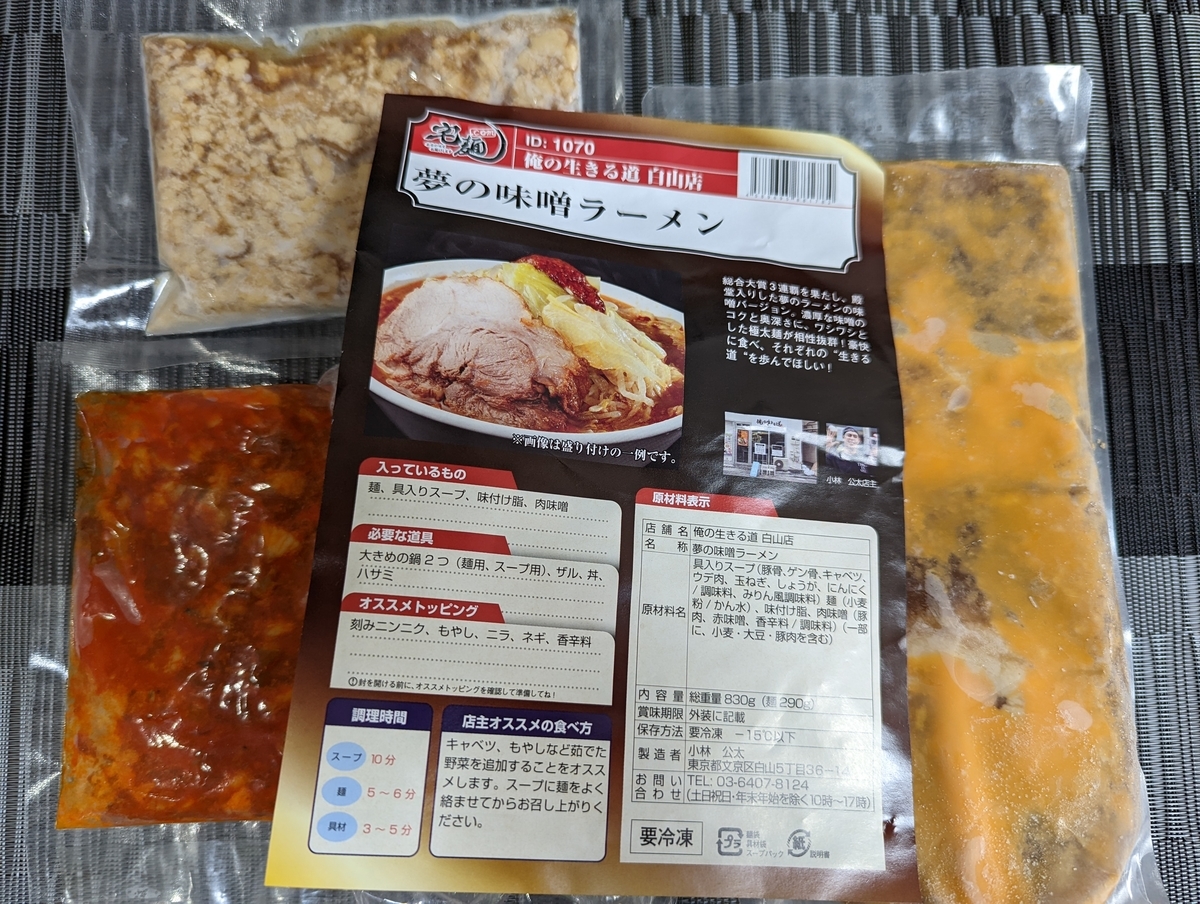 宅麺
.COM
ID: 1070
俺の生きる道 白山店
夢の味噌ラーメン
総合大賞3連覇を果たし、殿
堂入りした夢のラーメンの味
噌バージョン。濃厚な味噌の
コクと奥深さに、ワシワシと
した極太麺が相性抜群!豪快
に食べ、それぞれの“生きる
道”を歩んでほしい!
※画像は盛り付けの一例です。
小林 公太店主
入っているもの
麺、具入りスープ、味付け脂、肉味噌
必要な道具
大きめの鍋2つ(麺用、スープ用)、ザル、丼、
ハサミ
オススメトッピング
刻みニンニク、もやし、ニラ、ネギ、香辛料
封を開ける前に、オススメトッピングを確認して準備してね!
調理時間
スープ 10分
麺 5~6分
具材 3~5分
店主オススメの食べ方
キャベツ、もやしなど茹でた
野菜を追加することをオスス
メします。スープに麺をよく
絡ませてからお召し上がりく
ださい。
原材料表示
店舗名 俺の生きる道 白山店
名称 夢の味噌ラーメン
原材料名 具入りスープ(豚骨、ゲン骨、キャベツ、
ウデ肉、玉ねぎ、しょうが、にんにく
/調味料、みりん風調味料)麺(小麦
粉/かん水)、味付け脂、肉味噌(豚
肉、赤味噌、香辛料/調味料)(一部
に、小麦・大豆・豚肉を含む)
内容量 総重量830g(麺290g)
賞味期限 外装に記載
保存方法 要冷凍 -15℃以下
製造者 小林 公太
東京都文京区白山5丁目36-14
お問い合わせ TEL: 03-6407-8124
(土日祝日・年末年始を除く10時~17時)
要冷凍
プラ
麺袋
具材袋
スープパック
紙
説明書